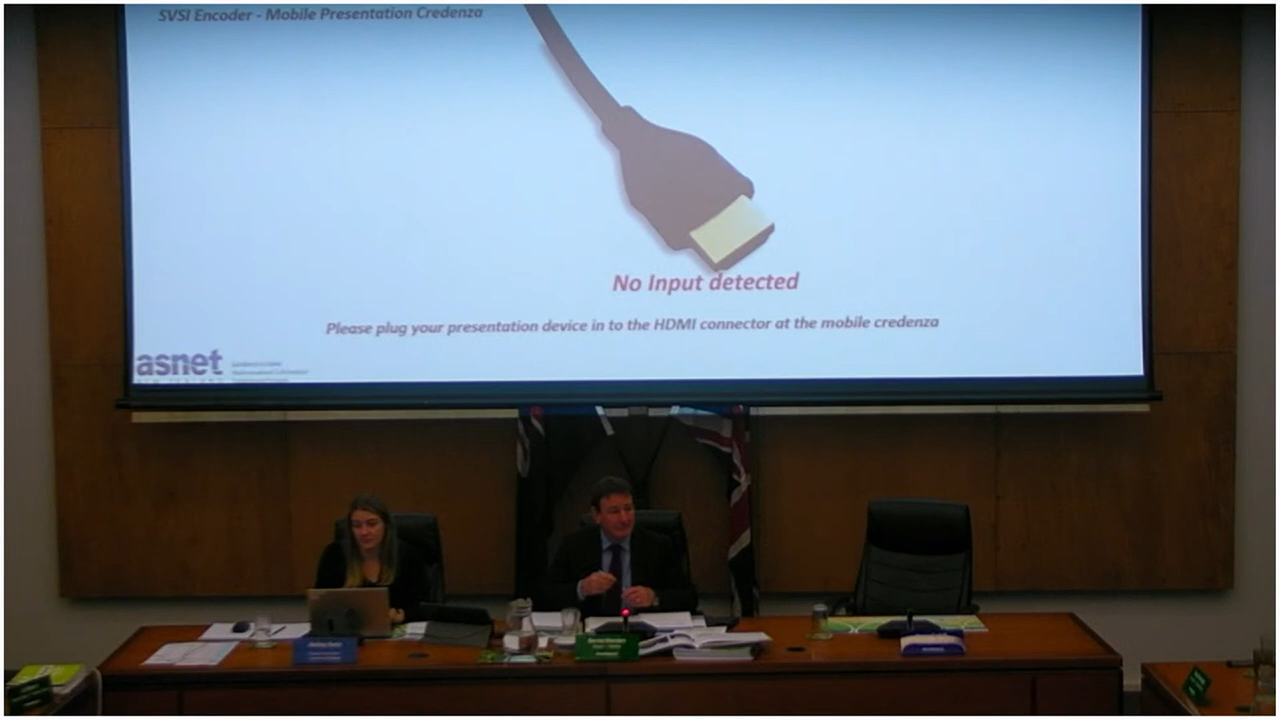 SVSI Encoder - Mobile Presentation Credenza
No Input detected
Please plug your presentation device in to the HDMI connector at the mobile credenza
asnet